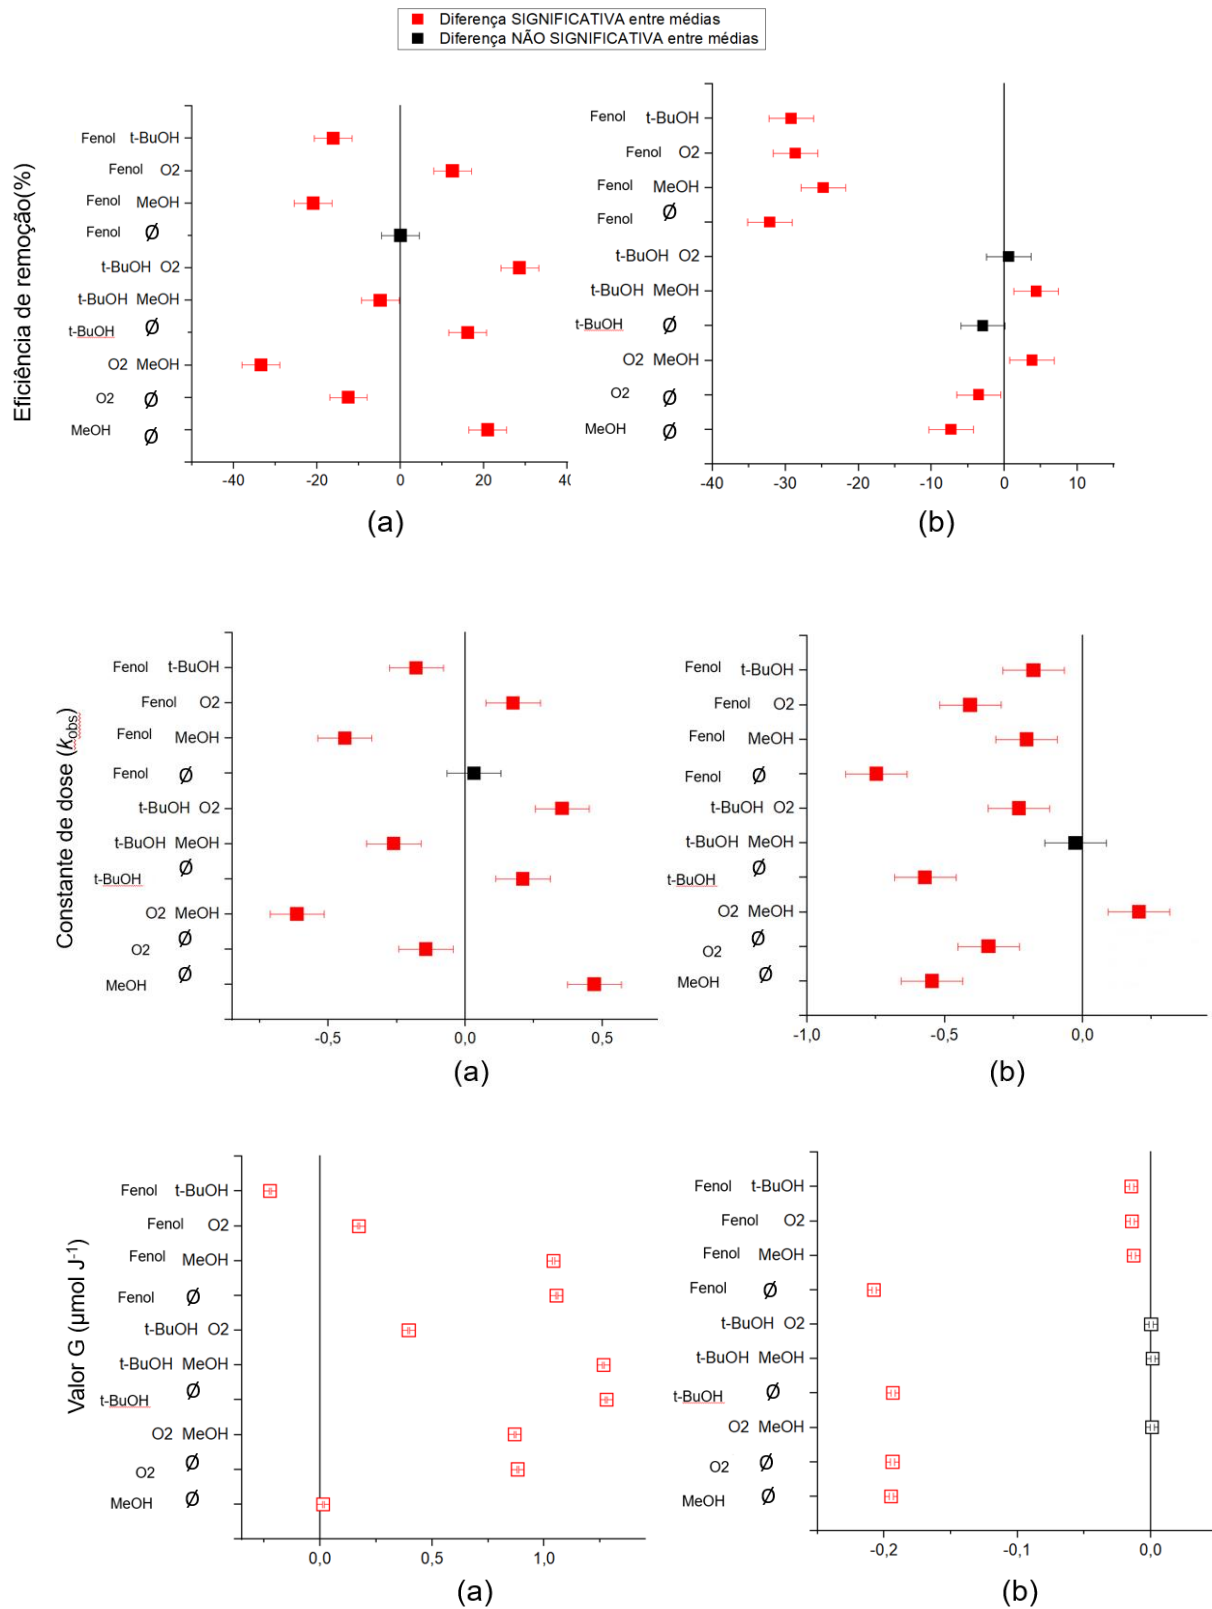 Diferença SIGNIFICATIVA entre médias
Diferença NÃO SIGNIFICATIVA entre médias
Eficiência de remoção(%)
Fenol t-BuOH
Fenol O2
Fenol MeOH
Fenol Ø
t-BuOH O2
t-BuOH MeOH
t-BuOH Ø
O2 MeOH
O2 Ø
MeOH Ø
-40 -20 0 20 40
(a)
Fenol t-BuOH
Fenol O2
Fenol MeOH
Fenol Ø
t-BuOH O2
t-BuOH MeOH
t-BuOH Ø
O2 MeOH
O2 Ø
MeOH Ø
-40 -30 -20 -10 0 10
(b)
Constante de dose (kobs)
Fenol t-BuOH
Fenol O2
Fenol MeOH
Fenol Ø
t-BuOH O2
t-BuOH MeOH
t-BuOH Ø
O2 MeOH
O2 Ø
MeOH Ø
-0,5 0,0 0,5
(a)
Fenol t-BuOH
Fenol O2
Fenol MeOH
Fenol Ø
t-BuOH O2
t-BuOH MeOH
t-BuOH Ø
O2 MeOH
O2 Ø
MeOH Ø
-1,0 -0,5 0,0
(b)
Valor G (µmol J-1)
Fenol t-BuOH
Fenol O2
Fenol MeOH
Fenol Ø
t-BuOH O2
t-BuOH MeOH
t-BuOH Ø
O2 MeOH
O2 Ø
MeOH Ø
0,0 0,5 1,0
(a)
Fenol t-BuOH
Fenol O2
Fenol MeOH
Fenol Ø
t-BuOH O2
t-BuOH MeOH
t-BuOH Ø
O2 MeOH
O2 Ø
MeOH Ø
-0,2 -0,1 0,0
(b)